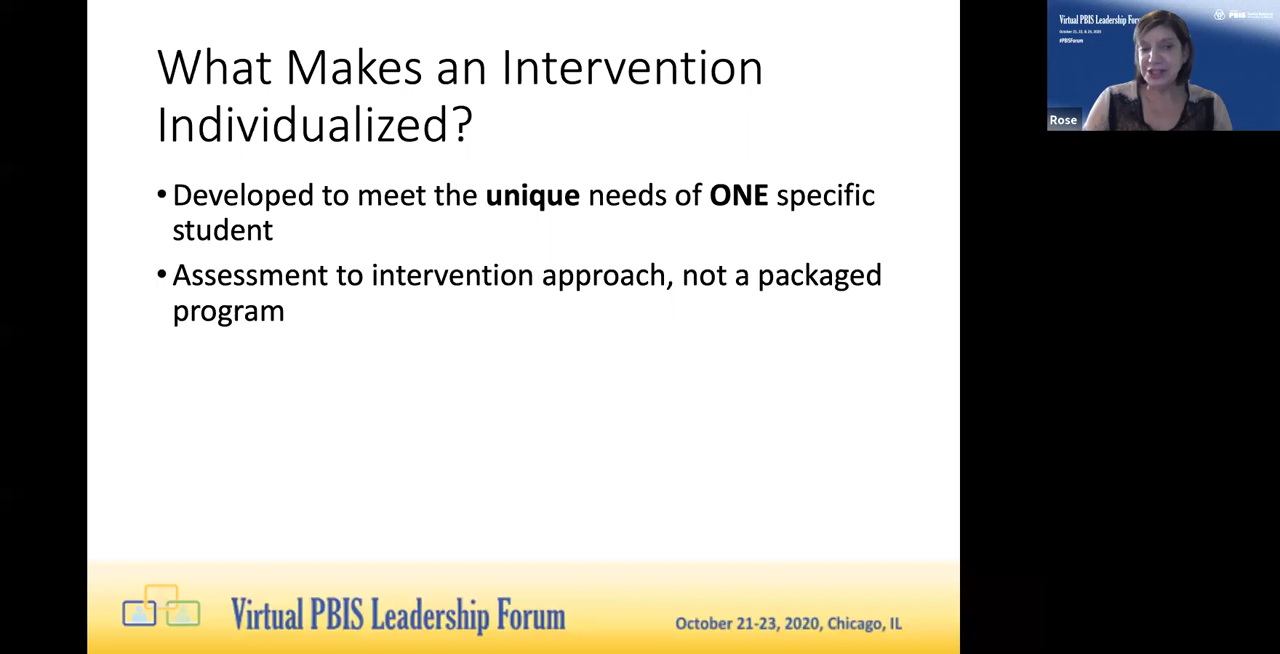 What Makes an Intervention
Individualized?
• Developed to meet the unique needs of ONE specific
student
• Assessment to intervention approach, not a packaged
program
Virtual PBIS Leadership Forum
October 21-23, 2020, Chicago, IL
Virtual PBIS Leadership Foru
October 21, 22, & 23, 2020
#PBISForum
PBIS
Rose